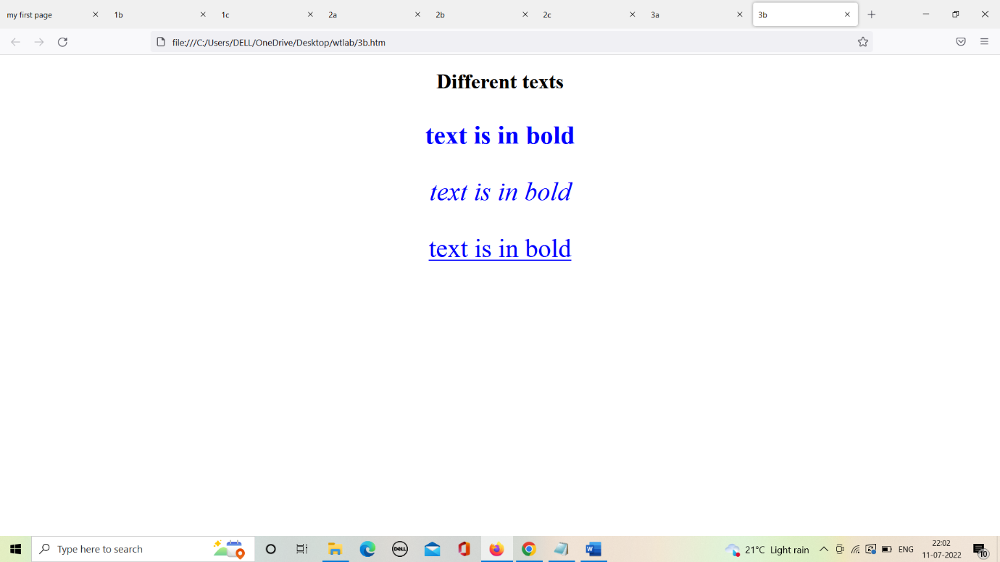 my first page
1b
1c
2a
2b
2c
3a
3b
file:///C:/Users/DELL/OneDrive/Desktop/wtlab/3b.htm
Different texts
text is in bold
text is in bold
text is in bold
Type here to search
DELL
W
21°C Light rain
ENG
22:02
11-07-2022
10